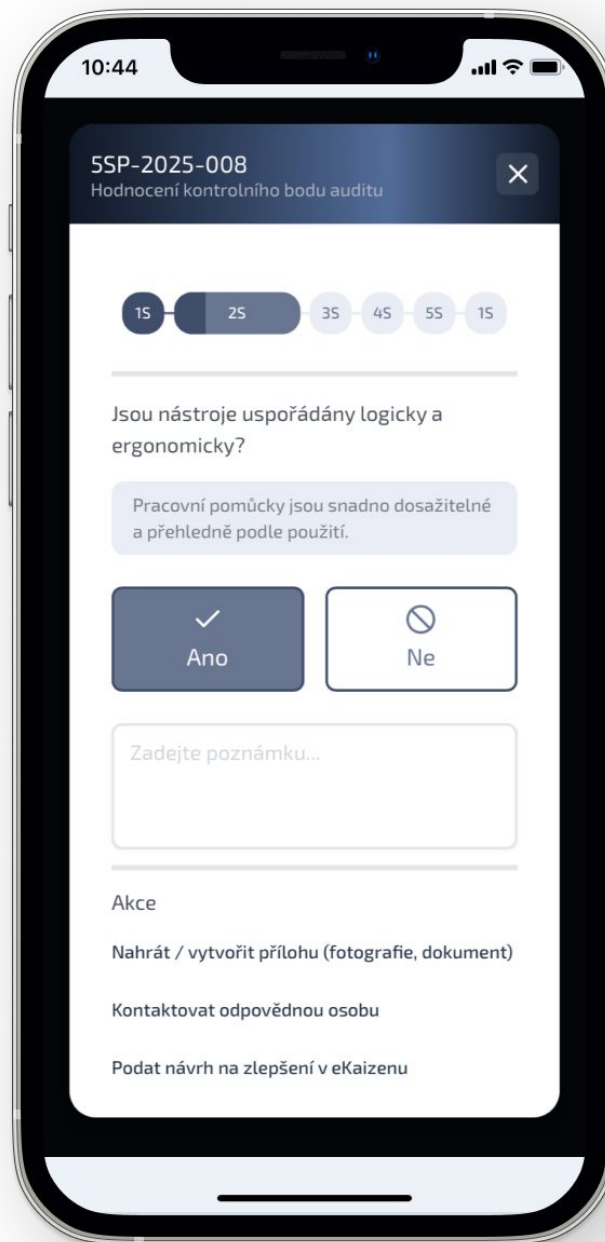 10:44
5SP-2025-008
Hodnocení kontrolního bodu auditu
1S 2S 3S 4S 5S 1S
Jsou nástroje uspořádány logicky a
ergonomicky?
Pracovní pomůcky jsou snadno dosažitelné
a přehledně podle použití.
Ano
Ne
Zadejte poznámku...
Akce
Nahrát / vytvořit přílohu (fotografie, dokument)
Kontaktovat odpovědnou osobu
Podat návrh na zlepšení v eKaizenu